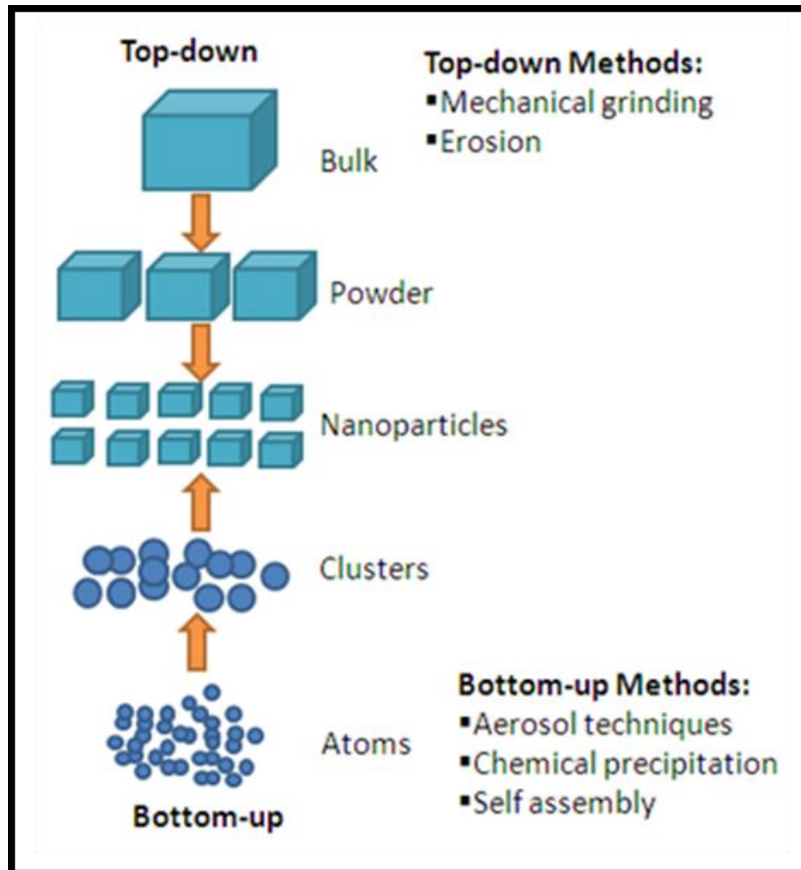 Top-down
Top-down Methods:
▪Mechanical grinding
▪Erosion
Bulk
Powder
Nanoparticles
Clusters
Atoms
Bottom-up
Bottom-up Methods:
▪Aerosol techniques
▪Chemical precipitation
▪Self assembly